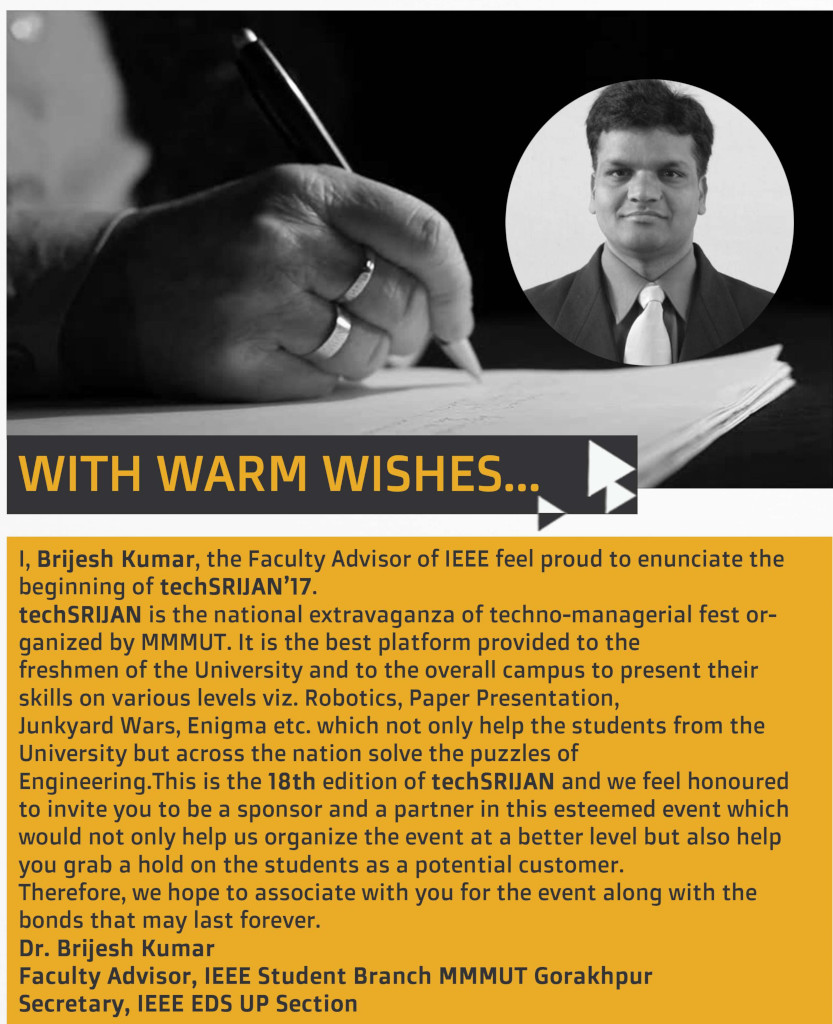 WITH WARM WISHES...
I, Brijesh Kumar, the Faculty Advisor of IEEE feel proud to enunciate the
beginning of techSRIJAN’17.
techSRIJAN is the national extravaganza of techno-managerial fest or-
ganized by MMMUT. It is the best platform provided to the
freshmen of the University and to the overall campus to present their
skills on various levels viz. Robotics, Paper Presentation,
Junkyard Wars, Enigma etc. which not only help the students from the
University but across the nation solve the puzzles of
Engineering.This is the 18th edition of techSRIJAN and we feel honoured
to invite you to be a sponsor and a partner in this esteemed event which
would not only help us organize the event at a better level but also help
you grab a hold on the students as a potential customer.
Therefore, we hope to associate with you for the event along with the
bonds that may last forever.
Dr. Brijesh Kumar
Faculty Advisor, IEEE Student Branch MMMUT Gorakhpur
Secretary, IEEE EDS UP Section